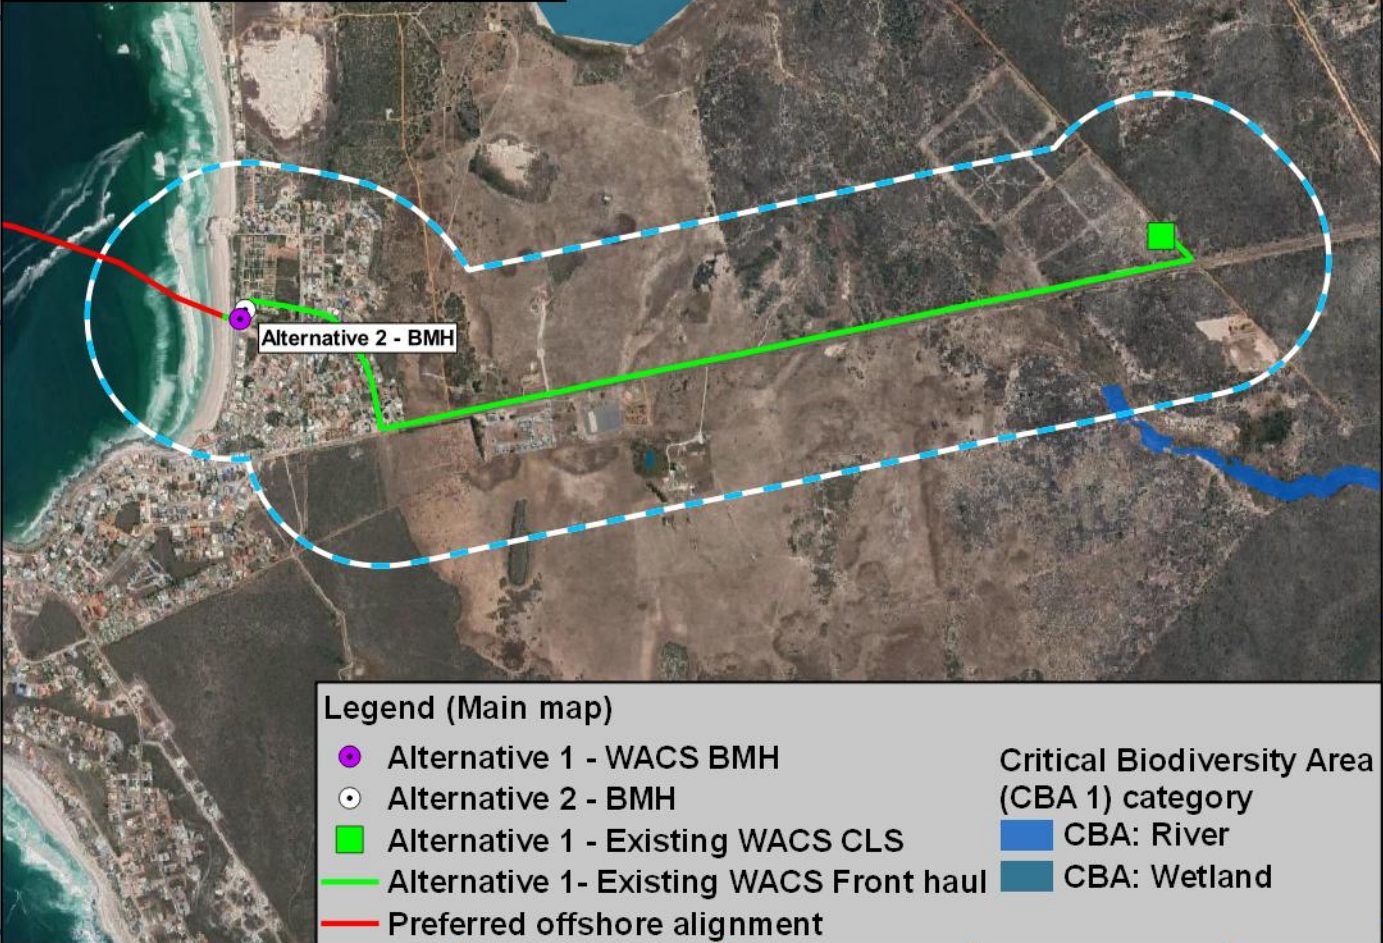 Alternative 2 - BMH
Legend (Main map)
Alternative 1 - WACS BMH
Alternative 2 - BMH
Alternative 1 - Existing WACS CLS
Alternative 1- Existing WACS Front haul
Preferred offshore alignment
Critical Biodiversity Area
(CBA 1) category
CBA: River
CBA: Wetland